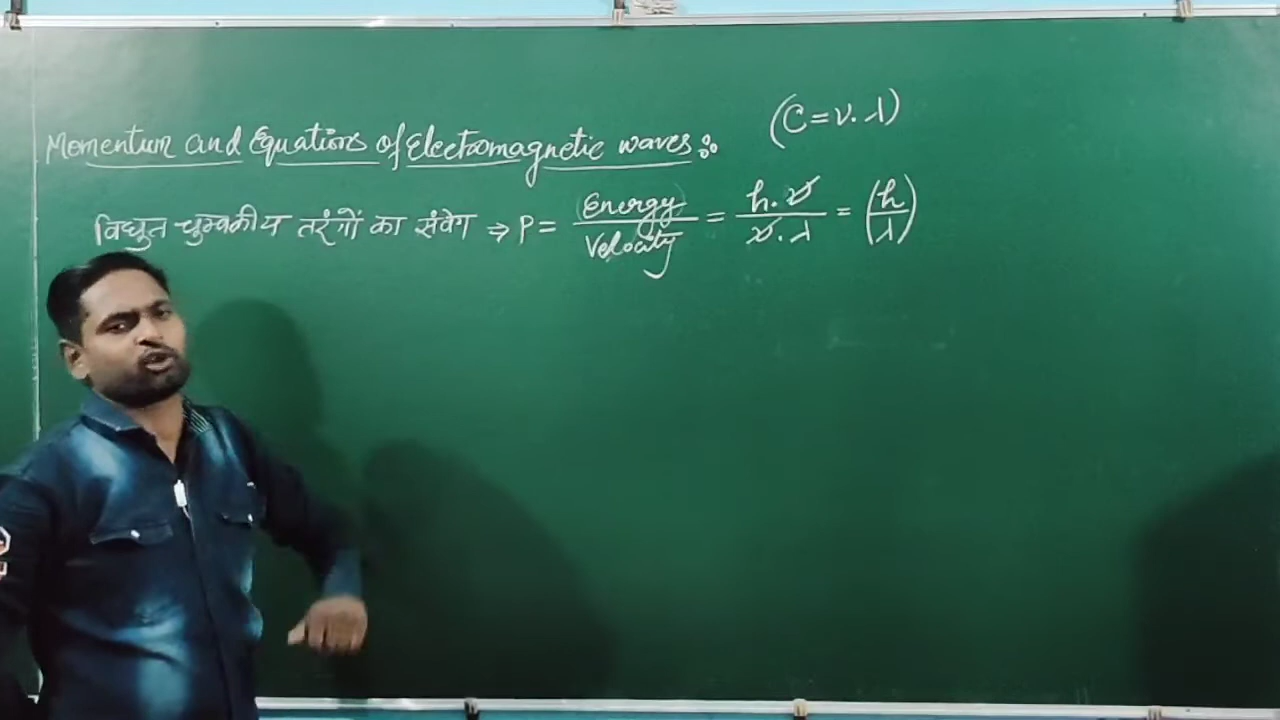 Momentum and Equations of Electromagnetic waves :
(C = ν . λ)
विधुत चुम्बकीय तरंगों का संवेग ⇒ P = Energy / Velocity = h . ν / ν . λ = (h / λ)